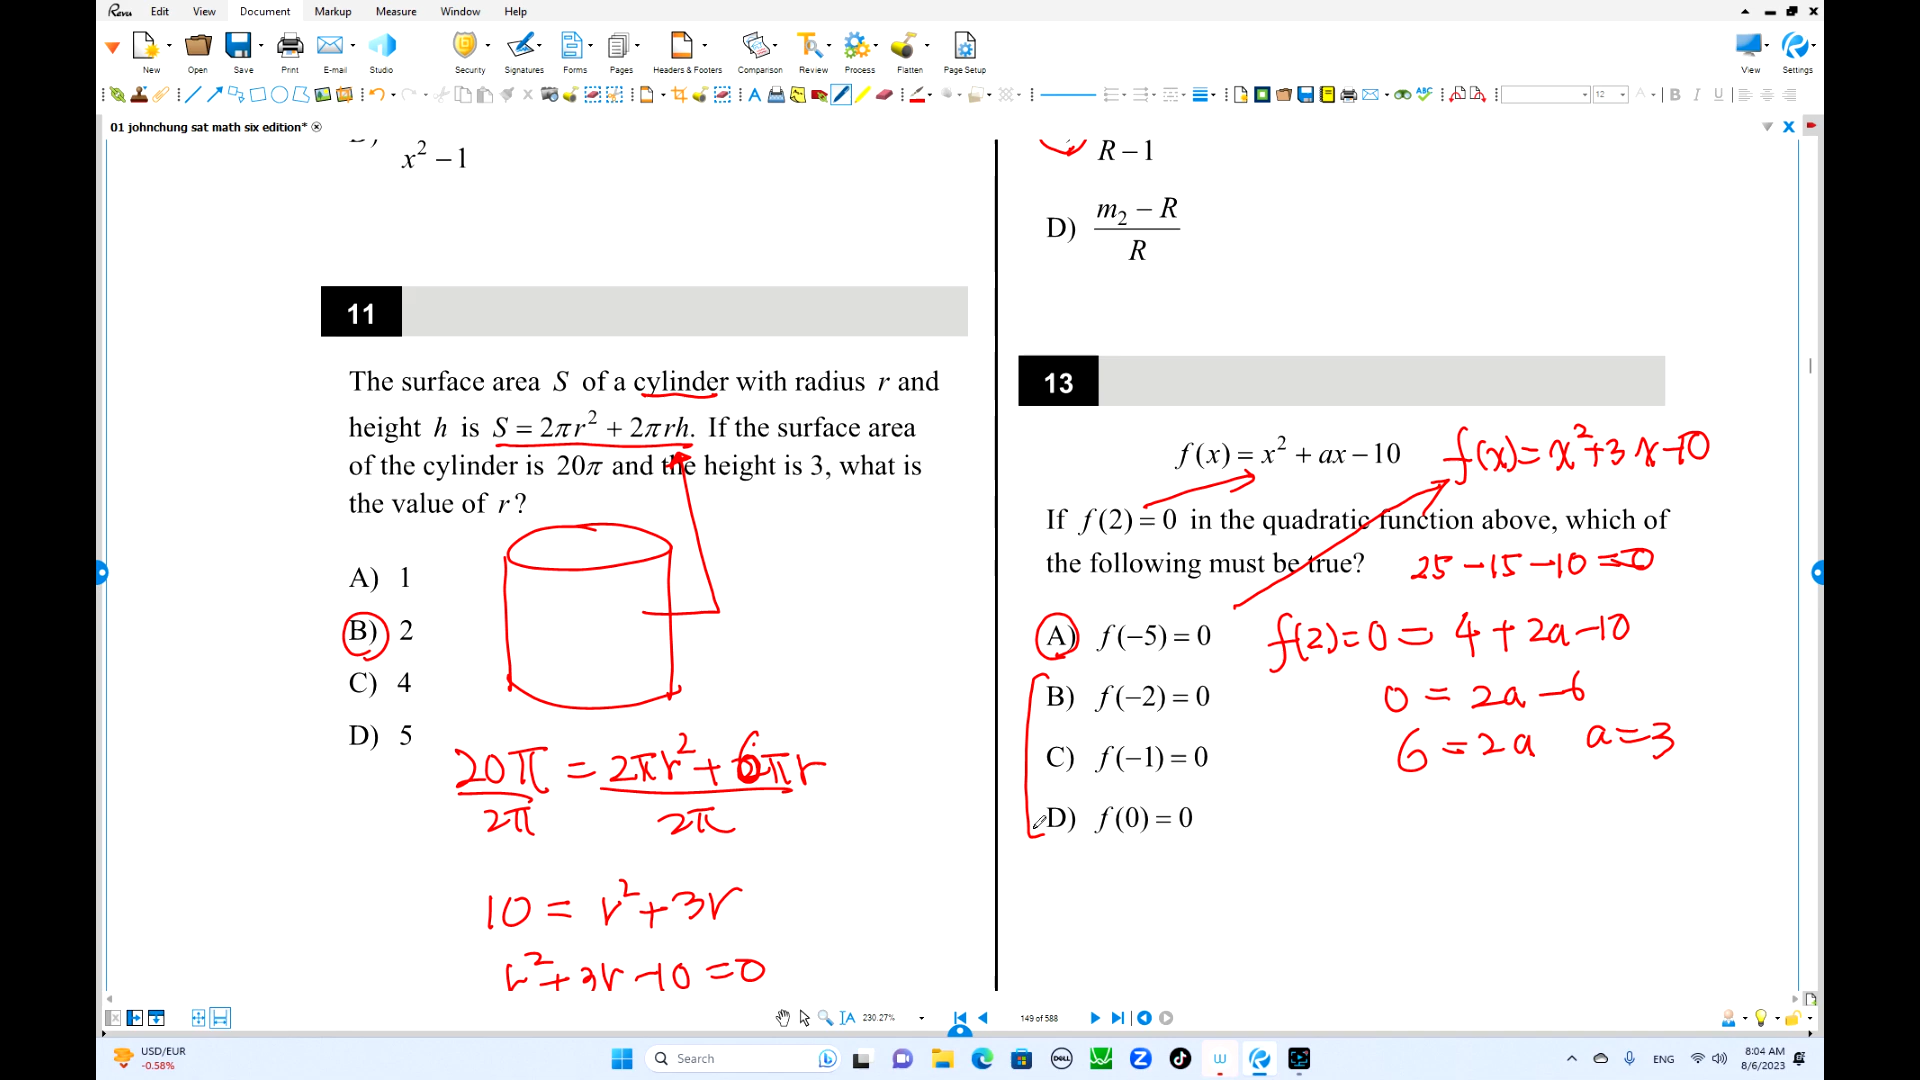 Revu Edit View Document Markup Measure Window Help
New Open Save Print E-mail Studio Security Signatures Forms Pages Headers & Footers Comparison Review Process Flatten Page Setup View Settings
12
01 johnchung sat math six edition*
x² − 1
R − 1
D) (m₂ − R)/R
11
The surface area S of a cylinder with radius r and
height h is S = 2πr² + 2πrh. If the surface area
of the cylinder is 20π and the height is 3, what is
the value of r?
A) 1
B) 2
C) 4
D) 5
20π = 2πr² + 6πr
2π 2π
10 = r² + 3r
r² + 3r − 10 = 0
13
f(x) = x² + ax − 10
f(x) = x² + 3x − 10
If f(2) = 0 in the quadratic function above, which of
the following must be true?
25 − 15 − 10 = 0
A) f(−5) = 0
B) f(−2) = 0
C) f(−1) = 0
D) f(0) = 0
f(2) = 0 = 4 + 2a − 10
0 = 2a − 6
6 = 2a a = 3
230.27% 149 of 588
USD/EUR
-0.58%
Search
DELL
ENG
8:04 AM
8/6/2023